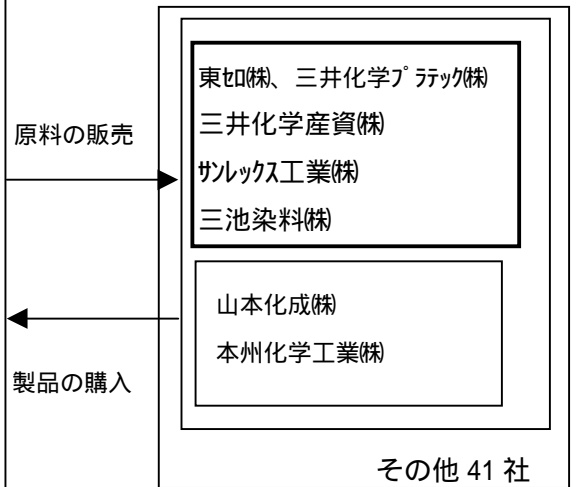 東ｾﾛ㈱、三井化学ﾌﾟﾗﾃｯｸ㈱
原料の販売
三井化学産資㈱
ｻﾝﾚｯｸｽ工業㈱
三池染料㈱
山本化成㈱
本州化学工業㈱
製品の購入
その他 41 社